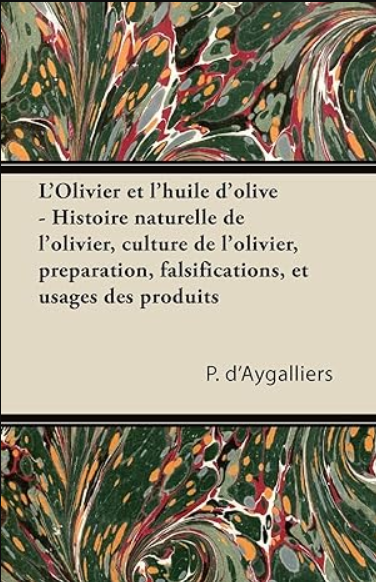 L’Olivier et l’huile d’olive
- Histoire naturelle de
l’olivier, culture de l’olivier,
preparation, falsifications, et
usages des produits
P. d’Aygalliers